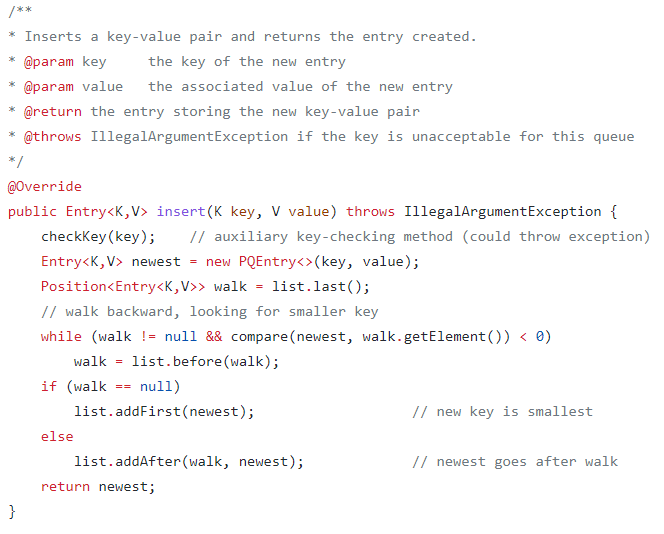 /**
* Inserts a key-value pair and returns the entry created.
* @param key     the key of the new entry
* @param value   the associated value of the new entry
* @return the entry storing the new key-value pair
* @throws IllegalArgumentException if the key is unacceptable for this queue
*/
@Override
public Entry<K,V> insert(K key, V value) throws IllegalArgumentException {
    checkKey(key);    // auxiliary key-checking method (could throw exception)
    Entry<K,V> newest = new PQEntry<>(key, value);
    Position<Entry<K,V>> walk = list.last();
    // walk backward, looking for smaller key
    while (walk != null && compare(newest, walk.getElement()) < 0)
        walk = list.before(walk);
    if (walk == null)
        list.addFirst(newest);                   // new key is smallest
    else
        list.addAfter(walk, newest);             // newest goes after walk
    return newest;
}